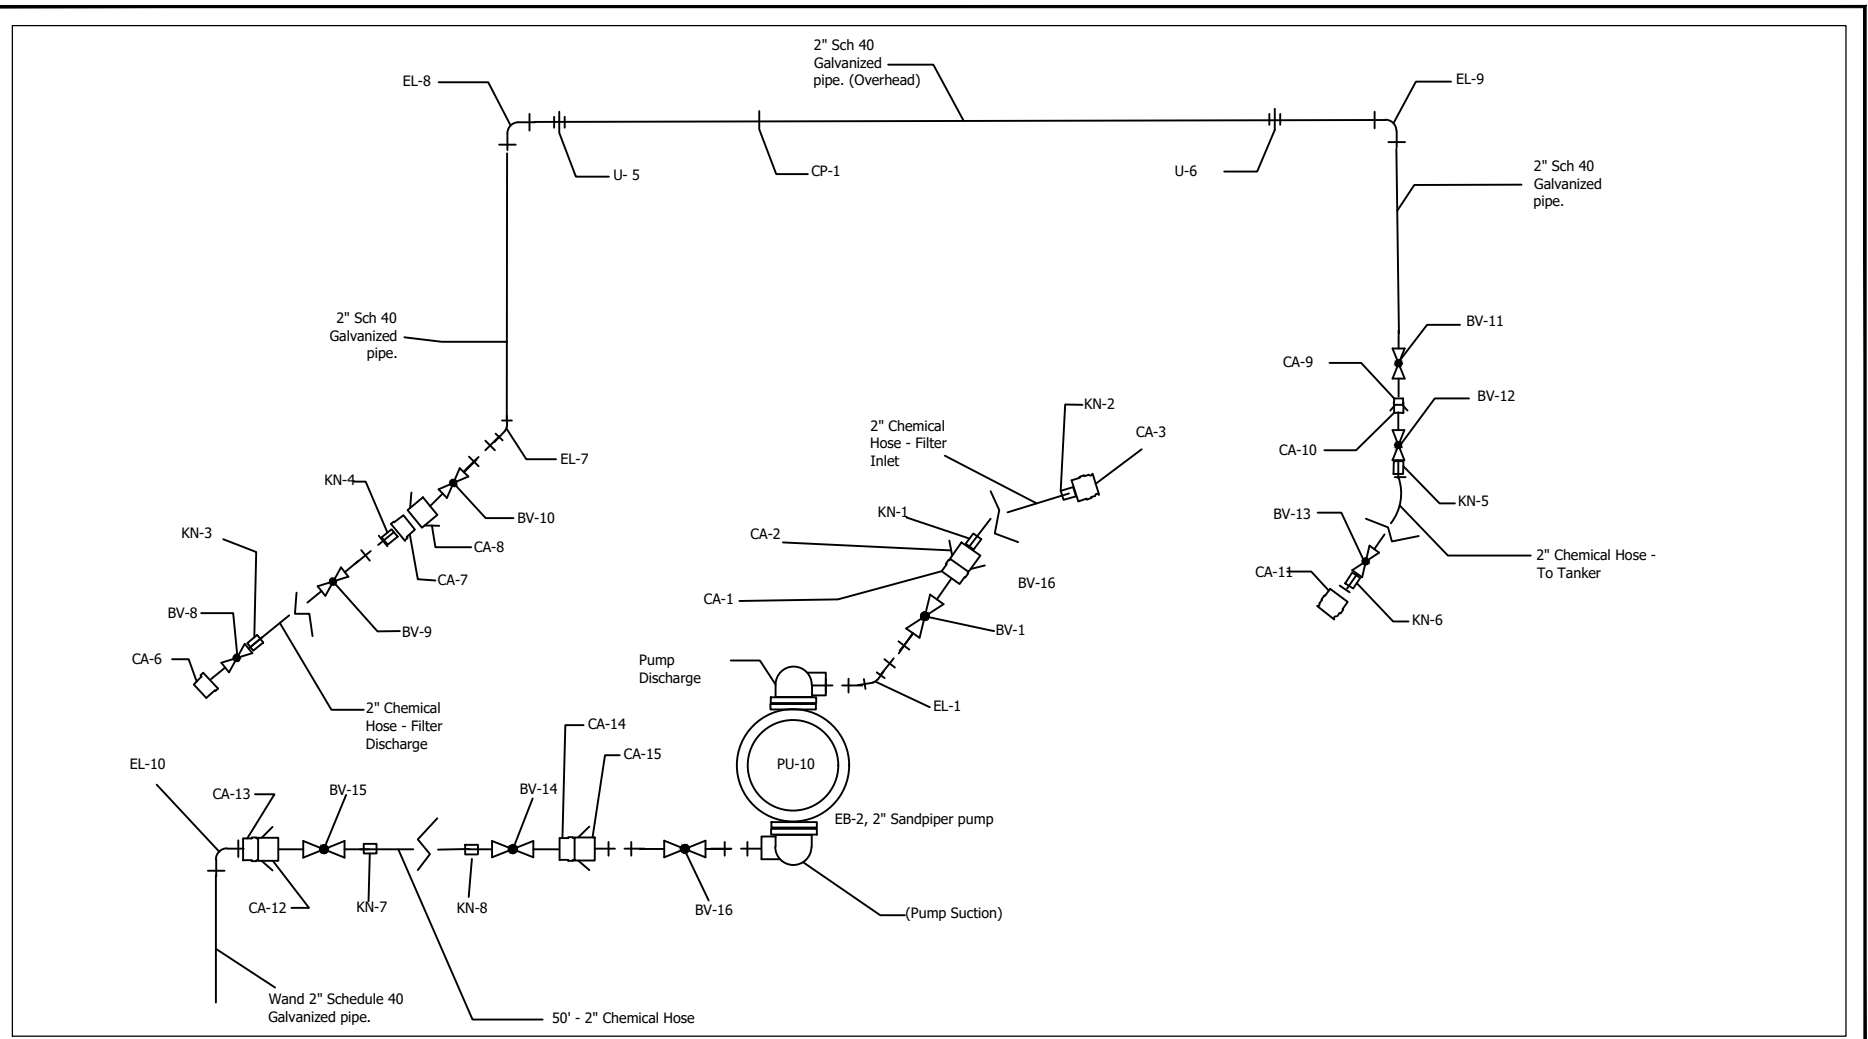 2" Sch 40
Galvanized
pipe. (Overhead)
EL-8
EL-9
U- 5
CP-1
U-6
2" Sch 40
Galvanized
pipe.
2" Sch 40
Galvanized
pipe.
BV-11
CA-9
BV-12
CA-10
KN-5
BV-13
2" Chemical Hose -
To Tanker
CA-11
KN-6
KN-2
CA-3
2" Chemical
Hose - Filter
Inlet
KN-1
CA-2
CA-1
BV-16
BV-1
EL-1
EL-7
KN-4
BV-10
CA-8
CA-7
KN-3
BV-8
BV-9
CA-6
2" Chemical
Hose - Filter
Discharge
Pump
Discharge
PU-10
EB-2, 2" Sandpiper pump
(Pump Suction)
CA-14
CA-15
EL-10
CA-13
BV-15
BV-14
CA-12
KN-7
KN-8
BV-16
Wand 2" Schedule 40
Galvanized pipe.
50' - 2" Chemical Hose